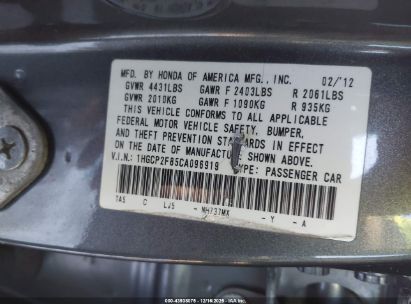 MFD. BY HONDA OF AMERICA MFG., INC. 02/'12
GVWR 4431LBS GAWR F 2403LBS R 2061LBS
GVWR 2010KG GAWR F 1090KG R 935KG
THIS VEHICLE CONFORMS TO ALL APPLICABLE
FEDERAL MOTOR VEHICLE SAFETY, BUMPER,
AND THEFT PREVENTION STANDARDS IN EFFECT
ON THE DATE OF MANUFACTURE SHOWN ABOVE.
V.I.N: 1HGCP2F65CA096919 TYPE: PASSENGER CAR
TA5 C LJ5 - NH737MX - Y - A